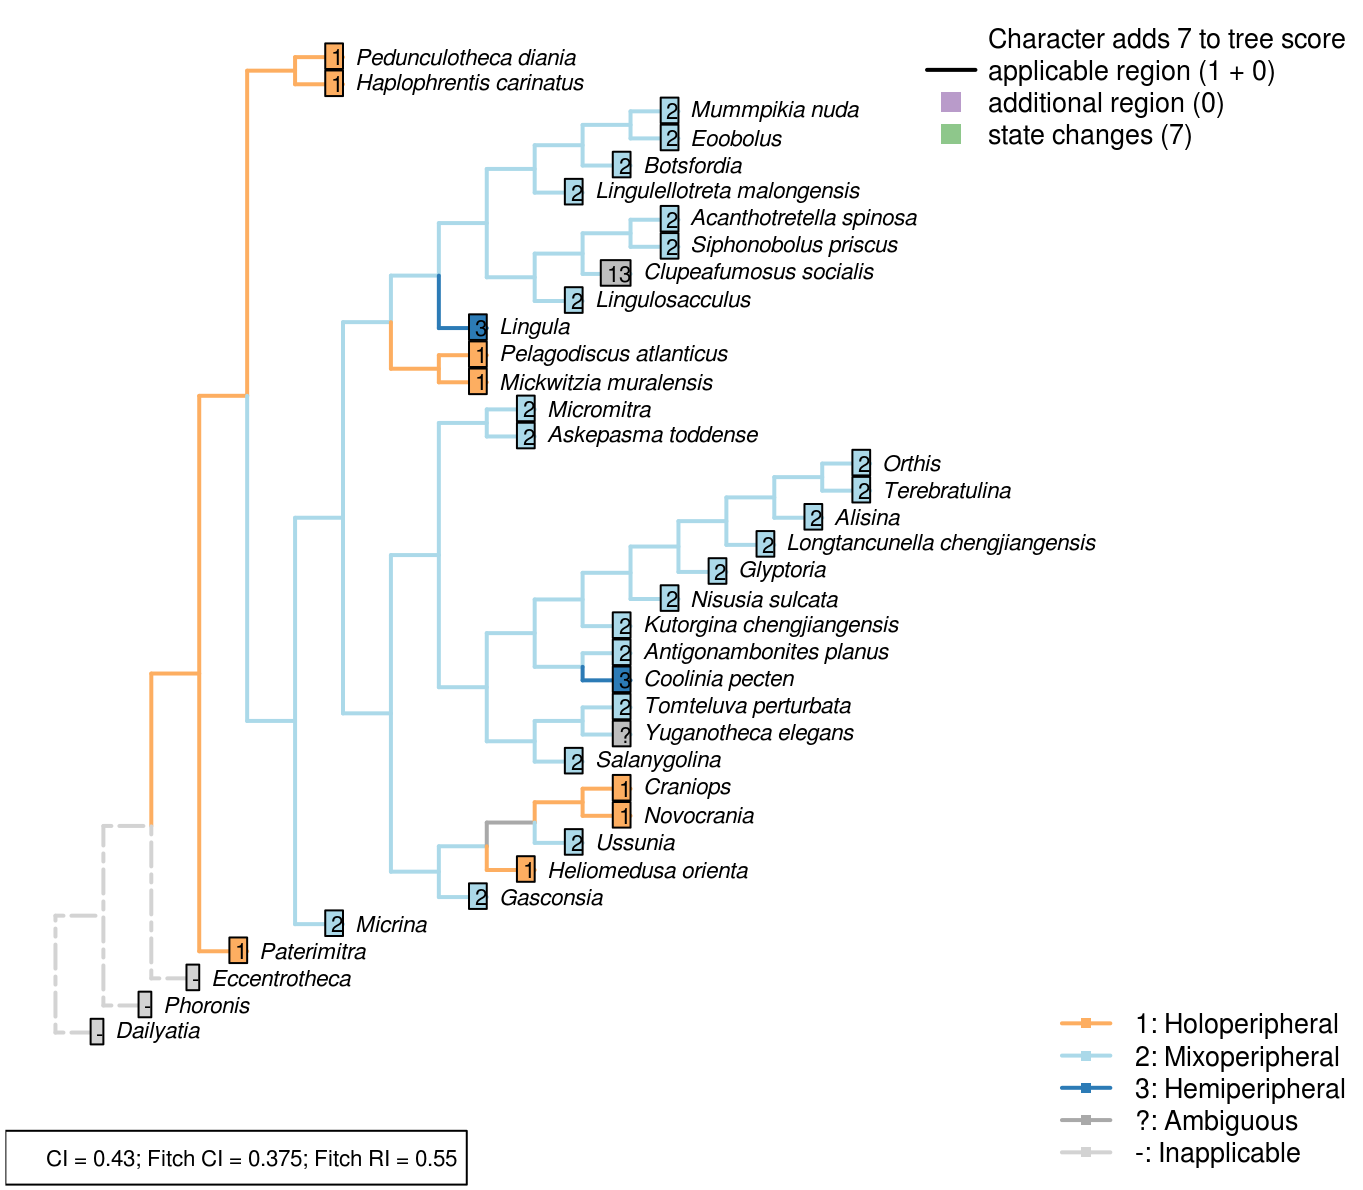 Character adds 7 to tree score
applicable region (1 + 0)
additional region (0)
state changes (7)
1 Pedunculotheca diania
1 Haplophrentis carinatus
2 Mummpikia nuda
2 Eoobolus
2 Botsfordia
2 Lingulellotreta malongensis
2 Acanthotretella spinosa
2 Siphonobolus priscus
13 Clupeafumosus socialis
2 Lingulosacculus
3 Lingula
1 Pelagodiscus atlanticus
1 Mickwitzia muralensis
2 Micromitra
2 Askepasma toddense
2 Orthis
2 Terebratulina
2 Alisina
2 Longtancunella chengjiangensis
2 Glyptoria
2 Nisusia sulcata
2 Kutorgina chengjiangensis
2 Antigonambonites planus
3 Coolinia pecten
2 Tomteluva perturbata
? Yuganotheca elegans
2 Salanygolina
1 Craniops
1 Novocrania
2 Ussunia
1 Heliomedusa orienta
2 Gasconsia
2 Micrina
1 Paterimitra
- Eccentrotheca
- Phoronis
- Dailyatia
1: Holoperipheral
2: Mixoperipheral
3: Hemiperipheral
?: Ambiguous
-: Inapplicable
CI = 0.43; Fitch CI = 0.375; Fitch RI = 0.55